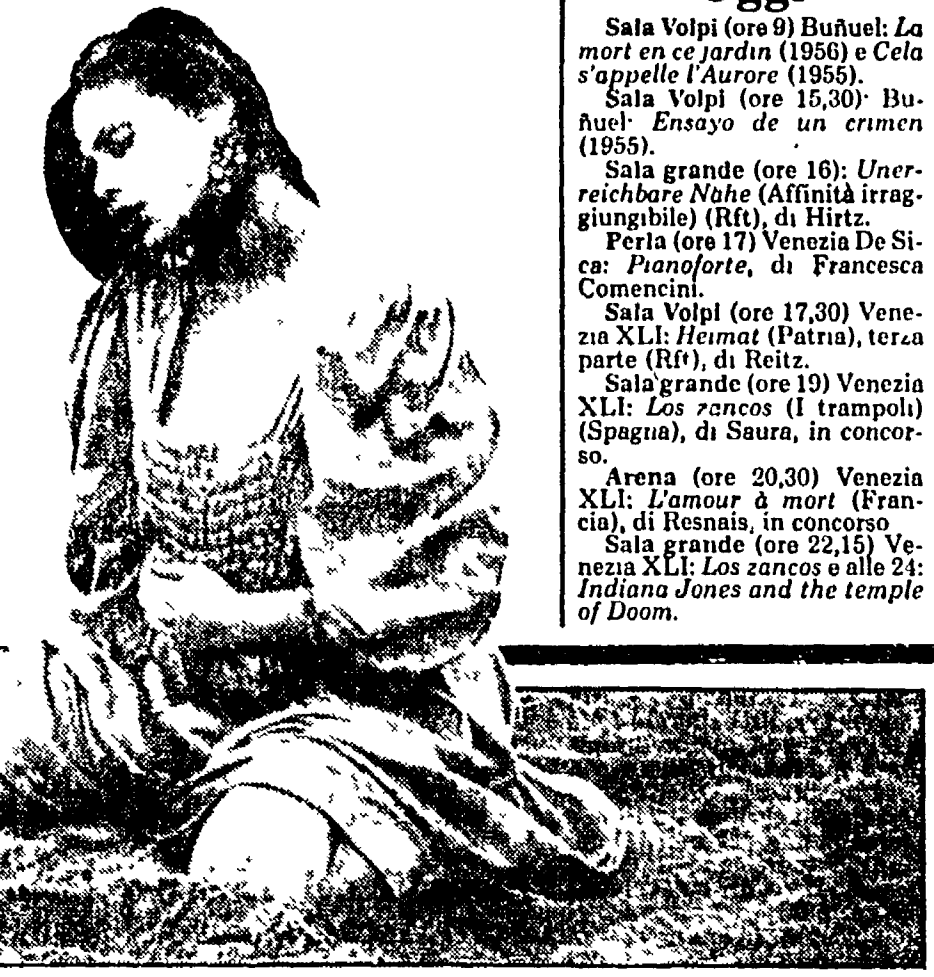 Sala Volpi (ore 9) Buñuel: La
mort en ce jardin (1956) e Cela
s'appelle l'Aurore (1955).
Sala Volpi (ore 15,30)· Bu-
ñuel· Ensayo de un crimen
(1955).
Sala grande (ore 16): Uner-
reichbare Nähe (Affinità irrag-
giungibile) (Rft), di Hirtz.
Perla (ore 17) Venezia De Si-
ca: Pianoforte, di Francesca
Comencini.
Sala Volpi (ore 17,30) Vene-
zia XLI: Heimat (Patria), terza
parte (Rft), di Reitz.
Sala grande (ore 19) Venezia
XLI: Los zancos (I trampoli)
(Spagna), di Saura, in concor-
so.
Arena (ore 20,30) Venezia
XLI: L'amour à mort (Fran-
cia), di Resnais, in concorso
Sala grande (ore 22,15) Ve-
nezia XLI: Los zancos e alle 24:
Indiana Jones and the temple
of Doom.